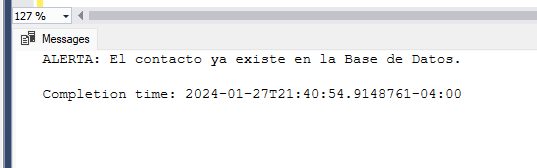 127 %
Messages
ALERTA: El contacto ya existe en la Base de Datos.
Completion time: 2024-01-27T21:40:54.9148761-04:00